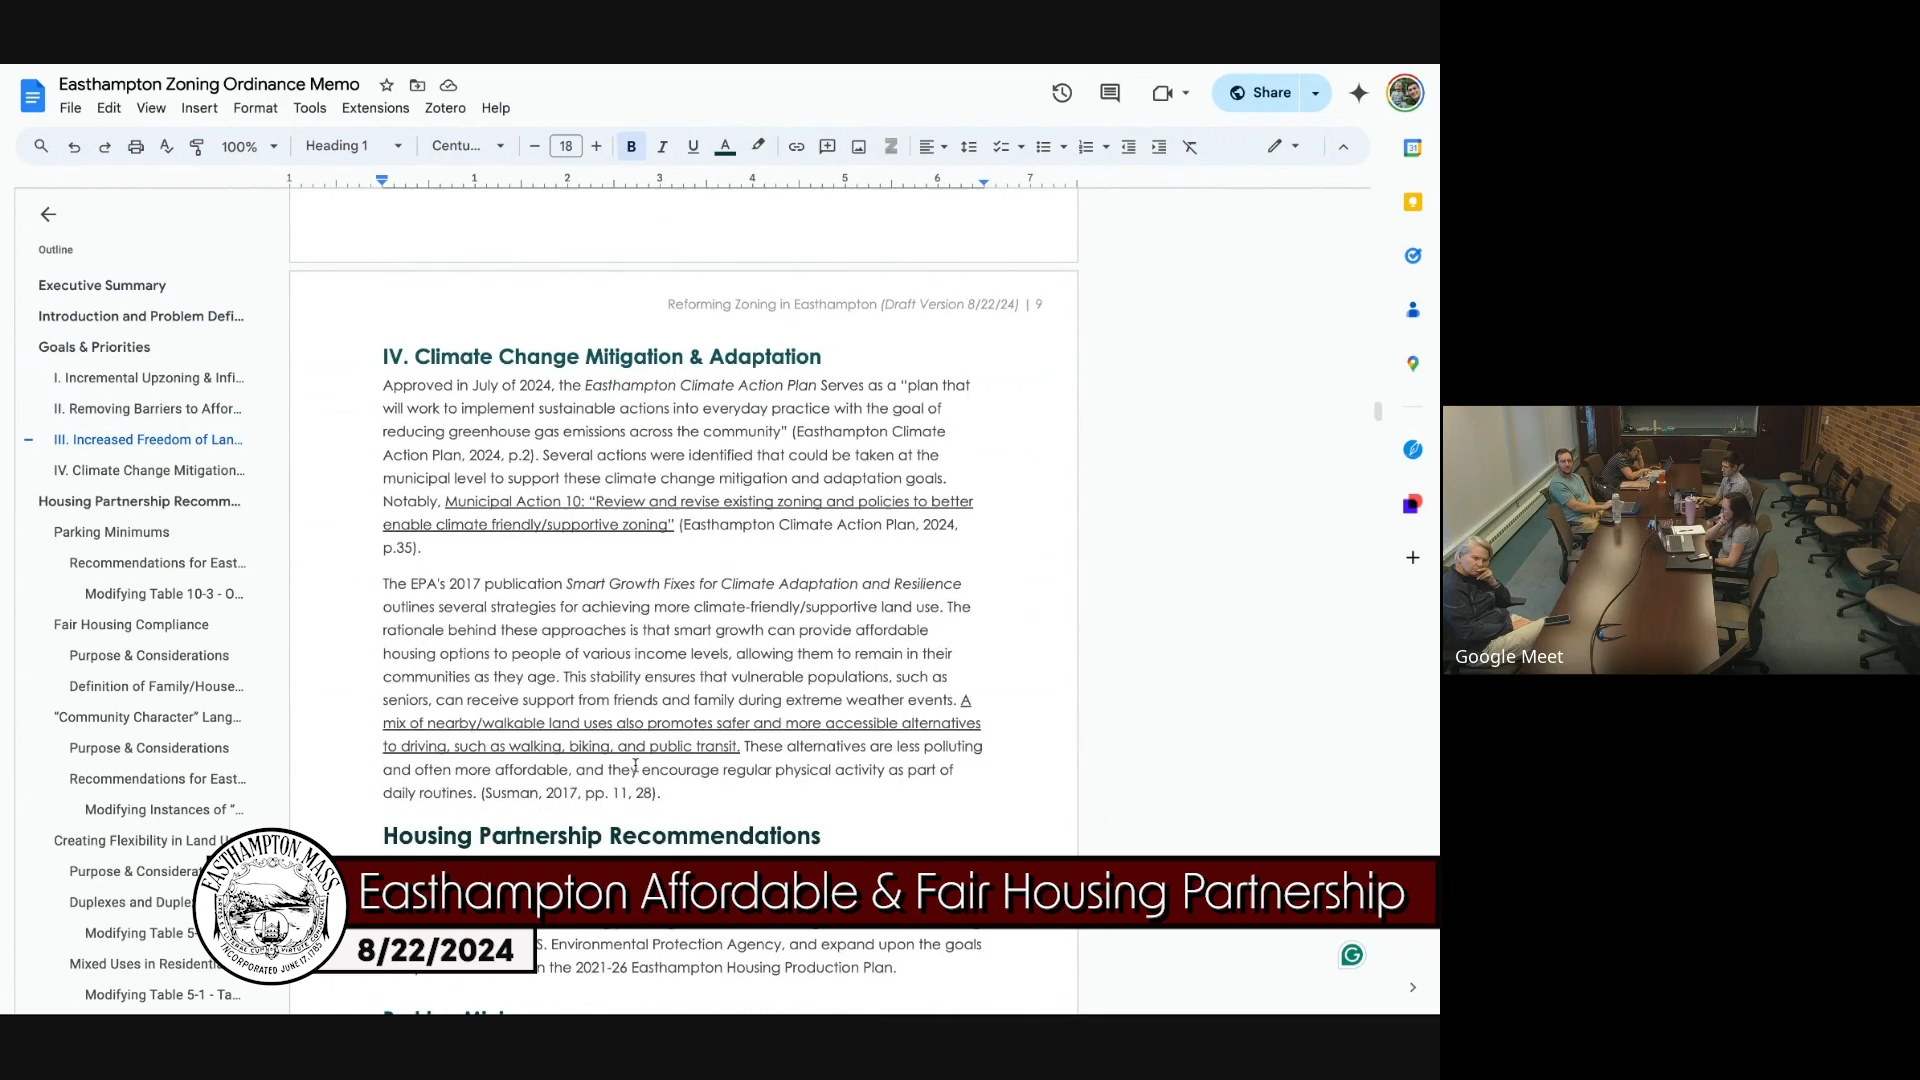 Easthampton Zoning Ordinance Memo
File Edit View Insert Format Tools Extensions Zotero Help
Share
100% Heading 1 Centu... 18 B I U A
1 1 2 3 4 5 6 7
31
Outline
Executive Summary
Introduction and Problem Defi...
Goals & Priorities
I. Incremental Upzoning & Infi...
II. Removing Barriers to Affor...
III. Increased Freedom of Lan...
IV. Climate Change Mitigation...
Housing Partnership Recomm...
Parking Minimums
Recommendations for East...
Modifying Table 10-3 - O...
Fair Housing Compliance
Purpose & Considerations
Definition of Family/House...
“Community Character” Lang...
Purpose & Considerations
Recommendations for East...
Modifying Instances of “...
Creating Flexibility in Land U
Purpose & Considera
Duplexes and Duple
Modifying Table 5-
Mixed Uses in Residenti
Modifying Table 5-1 - Ta...
Reforming Zoning in Easthampton (Draft Version 8/22/24) | 9
IV. Climate Change Mitigation & Adaptation
Approved in July of 2024, the Easthampton Climate Action Plan Serves as a “plan that
will work to implement sustainable actions into everyday practice with the goal of
reducing greenhouse gas emissions across the community” (Easthampton Climate
Action Plan, 2024, p.2). Several actions were identified that could be taken at the
municipal level to support these climate change mitigation and adaptation goals.
Notably, Municipal Action 10: “Review and revise existing zoning and policies to better
enable climate friendly/supportive zoning” (Easthampton Climate Action Plan, 2024,
p.35).
The EPA's 2017 publication Smart Growth Fixes for Climate Adaptation and Resilience
outlines several strategies for achieving more climate-friendly/supportive land use. The
rationale behind these approaches is that smart growth can provide affordable
housing options to people of various income levels, allowing them to remain in their
communities as they age. This stability ensures that vulnerable populations, such as
seniors, can receive support from friends and family during extreme weather events. A
mix of nearby/walkable land uses also promotes safer and more accessible alternatives
to driving, such as walking, biking, and public transit. These alternatives are less polluting
and often more affordable, and they encourage regular physical activity as part of
daily routines. (Susman, 2017, pp. 11, 28).
Housing Partnership Recommendations
S. Environmental Protection Agency, and expand upon the goals
n the 2021-26 Easthampton Housing Production Plan.
Google Meet
EASTHAMPTON MASS.
INCORPORATED JUNE 17, 1785
Easthampton Affordable & Fair Housing Partnership
8/22/2024